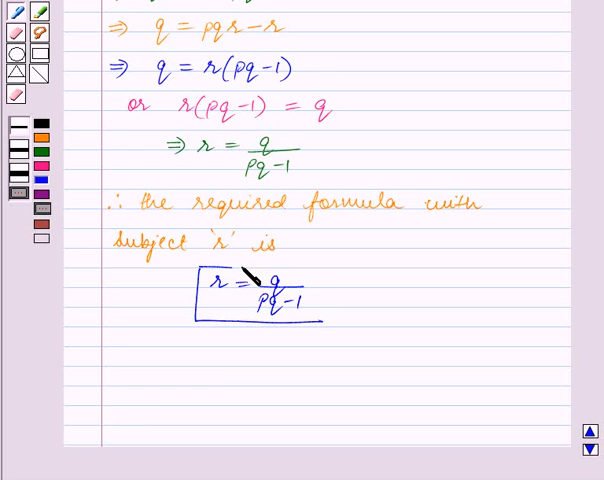 ⇒ q = pqr - r
⇒ q = r(pq-1)
or r(pq-1) = q
⇒ r = q/(pq-1)
∴ the required formula with
subject 'r' is
r = q/(pq-1)